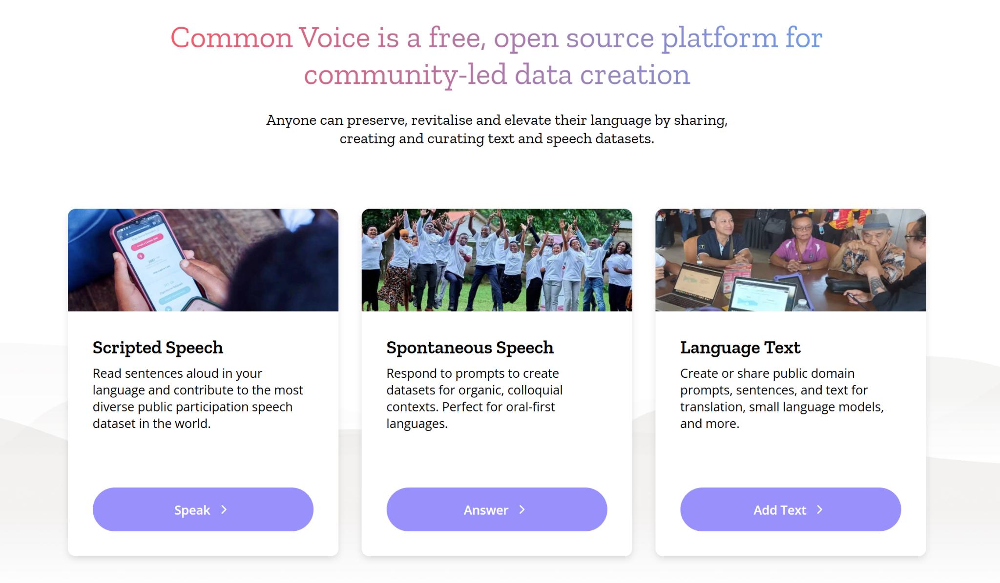 Common Voice is a free, open source platform for
community-led data creation
Anyone can preserve, revitalise and elevate their language by sharing,
creating and curating text and speech datasets.
Scripted Speech
Read sentences aloud in your
language and contribute to the most
diverse public participation speech
dataset in the world.
Speak
Spontaneous Speech
Respond to prompts to create
datasets for organic, colloquial
contexts. Perfect for oral-first
languages.
Answer
Language Text
Create or share public domain
prompts, sentences, and text for
translation, small language models,
and more.
Add Text